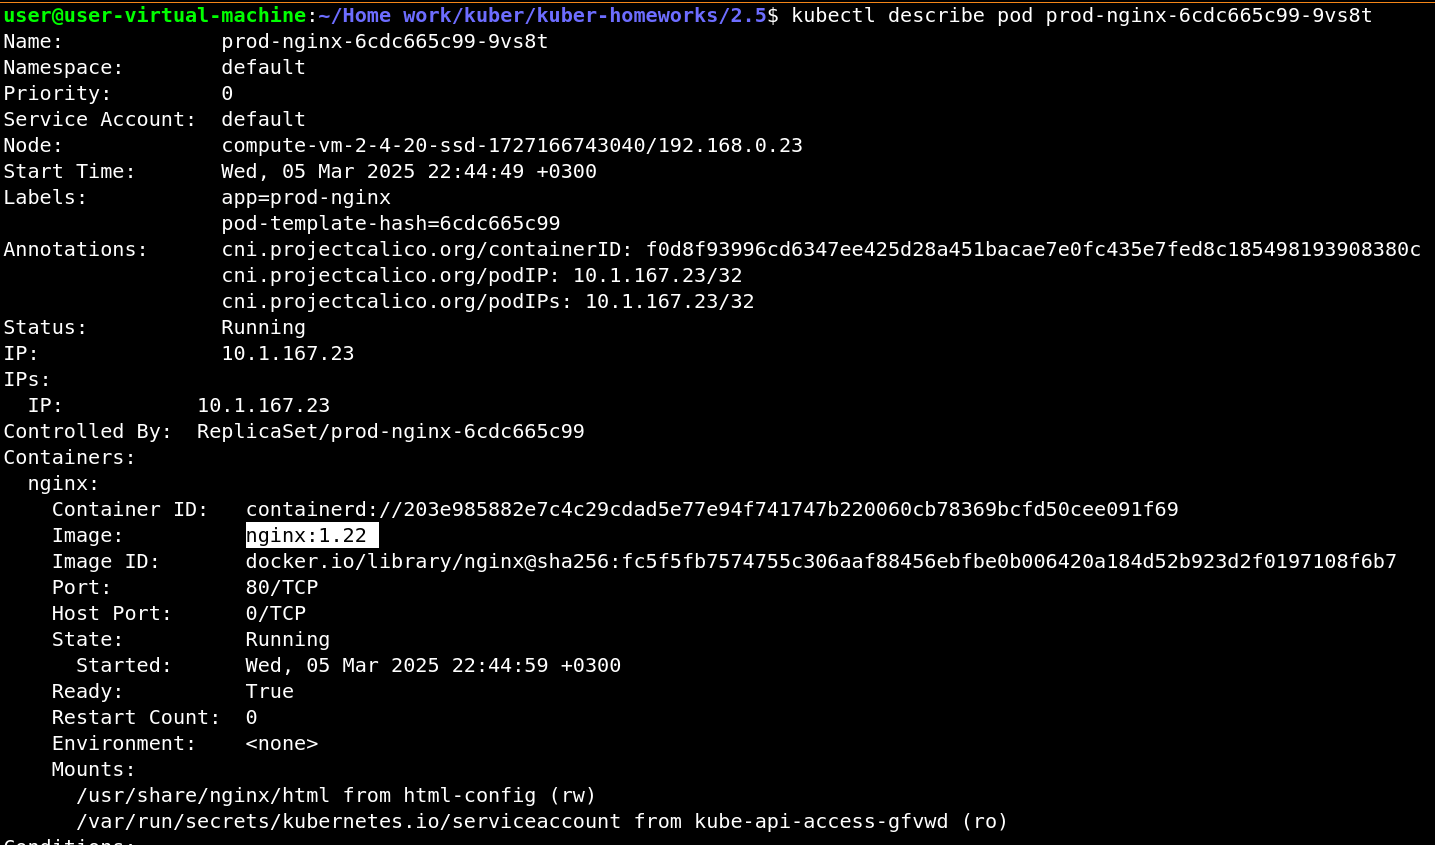 user@user-virtual-machine:~/Home work/kuber/kuber-homeworks/2.5$ kubectl describe pod prod-nginx-6cdc665c99-9vs8t
Name:             prod-nginx-6cdc665c99-9vs8t
Namespace:        default
Priority:         0
Service Account:  default
Node:             compute-vm-2-4-20-ssd-1727166743040/192.168.0.23
Start Time:       Wed, 05 Mar 2025 22:44:49 +0300
Labels:           app=prod-nginx
                  pod-template-hash=6cdc665c99
Annotations:      cni.projectcalico.org/containerID: f0d8f93996cd6347ee425d28a451bacae7e0fc435e7fed8c185498193908380c
                  cni.projectcalico.org/podIP: 10.1.167.23/32
                  cni.projectcalico.org/podIPs: 10.1.167.23/32
Status:           Running
IP:               10.1.167.23
IPs:
  IP:           10.1.167.23
Controlled By:  ReplicaSet/prod-nginx-6cdc665c99
Containers:
  nginx:
    Container ID:   containerd://203e985882e7c4c29cdad5e77e94f741747b220060cb78369bcfd50cee091f69
    Image:          nginx:1.22
    Image ID:       docker.io/library/nginx@sha256:fc5f5fb7574755c306aaf88456ebfbe0b006420a184d52b923d2f0197108f6b7
    Port:           80/TCP
    Host Port:      0/TCP
    State:          Running
      Started:      Wed, 05 Mar 2025 22:44:59 +0300
    Ready:          True
    Restart Count:  0
    Environment:    <none>
    Mounts:
      /usr/share/nginx/html from html-config (rw)
      /var/run/secrets/kubernetes.io/serviceaccount from kube-api-access-gfvwd (ro)
Conditions: